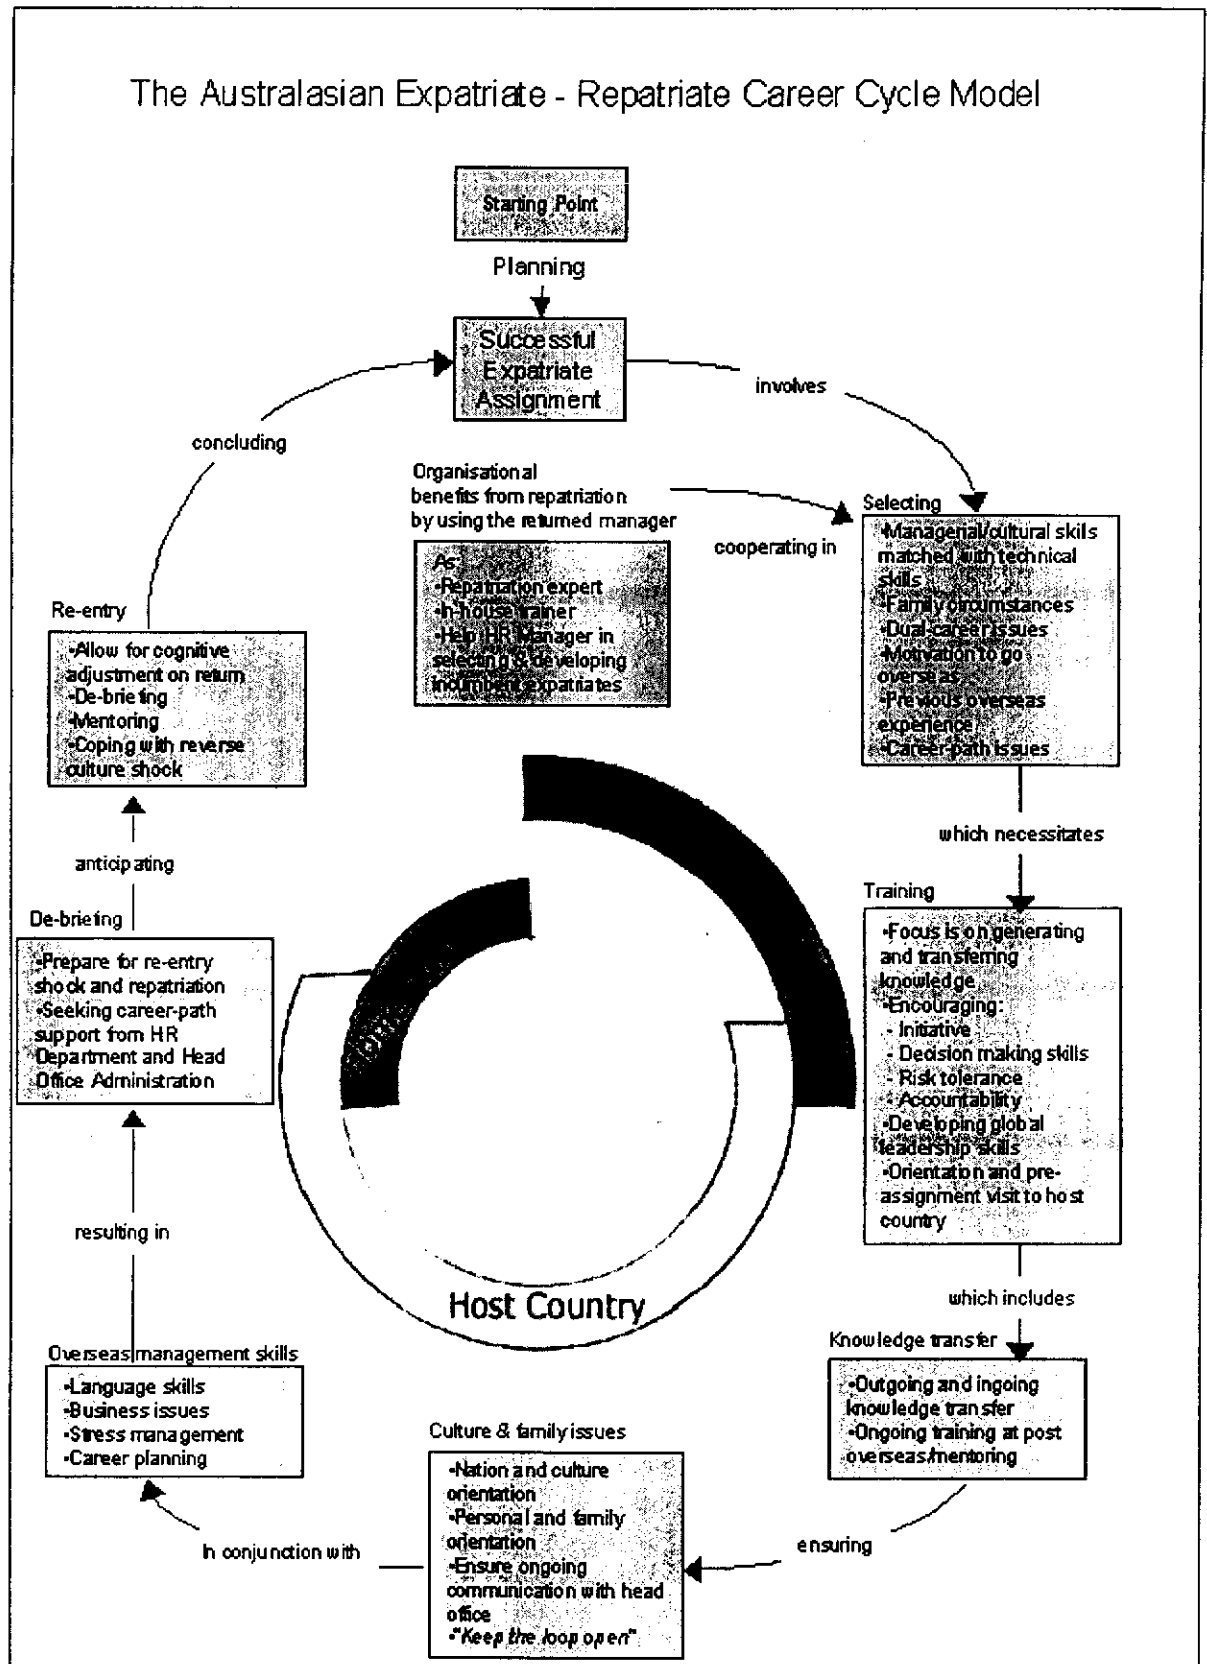 The Australasian Expatriate - Repatriate Career Cycle Model
Starting Point
Planning
Successful
Expatriate
Assignment
involves
concluding
Organisational
benefits from repatriation
by using the returned manager
cooperating in
As:
•Repatriation expert
•In-house trainer
•Help HR Manager in
selecting & developing
incumbent expatriates
Selecting
•Managerial/cultural skills
matched with technical
skills
•Family circumstances
•Dual-career issues
•Motivation to go
overseas
•Previous overseas
experience
•Career-path issues
which necessitates
Training
•Focus is on generating
and transferring
knowledge
•Encouraging:
- Initiative
- Decision making skills
- Risk tolerance
- Accountability
•Developing global
leadership skills
•Orientation and pre-
assignment visit to host
country
which includes
Knowledge transfer
•Outgoing and ingoing
knowledge transfer
•Ongoing training at post
overseas/mentoring
ensuring
Culture & family issues
•Nation and culture
orientation
•Personal and family
orientation
•Ensure ongoing
communication with head
office
•"Keep the loop open"
In conjunction with
Overseas management skills
•Language skills
•Business issues
•Stress management
•Career planning
resulting in
De-briefing
•Prepare for re-entry
shock and repatriation
•Seeking career-path
support from HR
Department and Head
Office Administration
anticipating
Re-entry
•Allow for cognitive
adjustment on return
•De-briefing
•Mentoring
•Coping with reverse
culture shock
Host Country